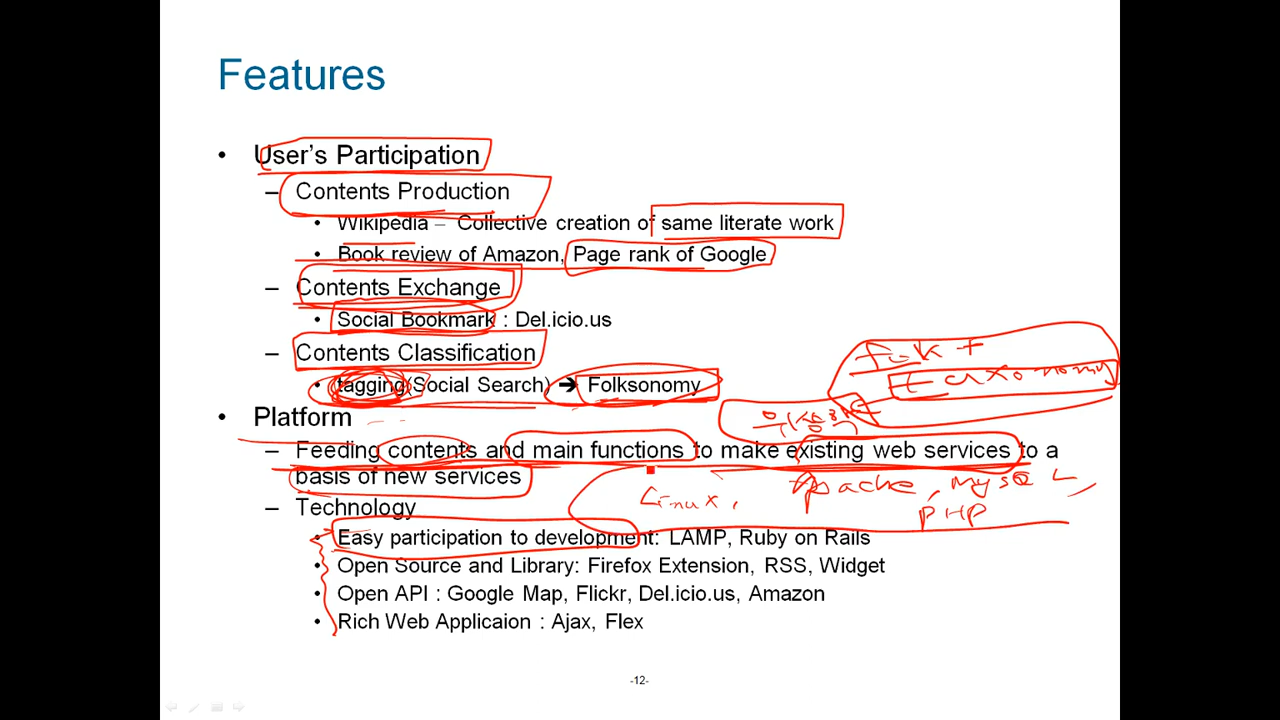 Features
• User's Participation
– Contents Production
• Wikipedia – Collective creation of same literate work
• Book review of Amazon, Page rank of Google
– Contents Exchange
• Social Bookmark : Del.icio.us
– Contents Classification
folk +
taxonomy
• tagging(Social Search) ➔ Folksonomy
• Platform
– Feeding contents and main functions to make existing web services to a
basis of new services
Linux, Apache, MySQL,
PHP
– Technology
• Easy participation to development: LAMP, Ruby on Rails
• Open Source and Library: Firefox Extension, RSS, Widget
• Open API : Google Map, Flickr, Del.icio.us, Amazon
• Rich Web Applicaion : Ajax, Flex
-12-